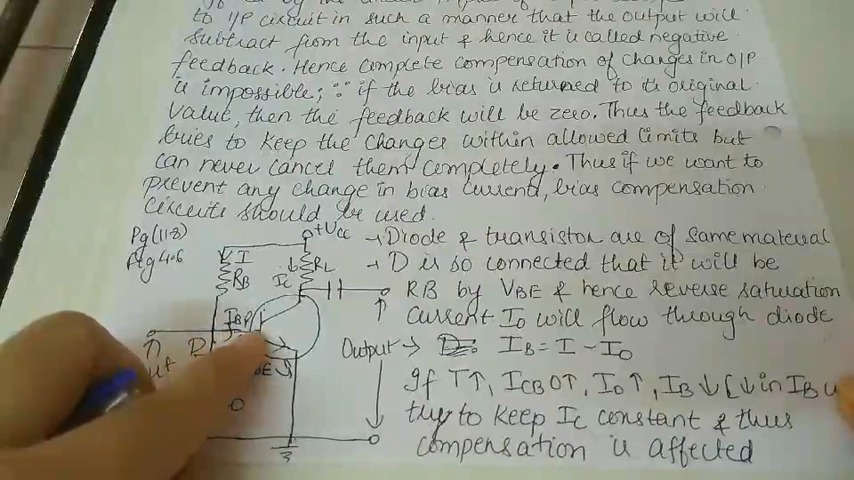 to I/P circuit in such a manner that the output will
subtract from the input & hence it is called negative
feedback. Hence complete compensation of changes in O/P
is impossible; ∵ if the bias is returned to its original
value, then the feedback will be zero. Thus the feedback
tries to keep the changes within allowed limits but
can never cancel them completely. Thus if we want to
prevent any change in bias current, bias compensation
circuits should be used.
Pg(118)
fig 4.6
+Vcc
I
RB
IC
RL
IB
Output
→ Diode & transistor are of same material
→ D is so connected that it will be
RB by VBE & hence reverse saturation
current Io will flow through diode
→ IB = I - Io
If T↑, ICBO↑, Io↑, IB↓ [↓ in IB
try to keep IC constant & thus
compensation is affected